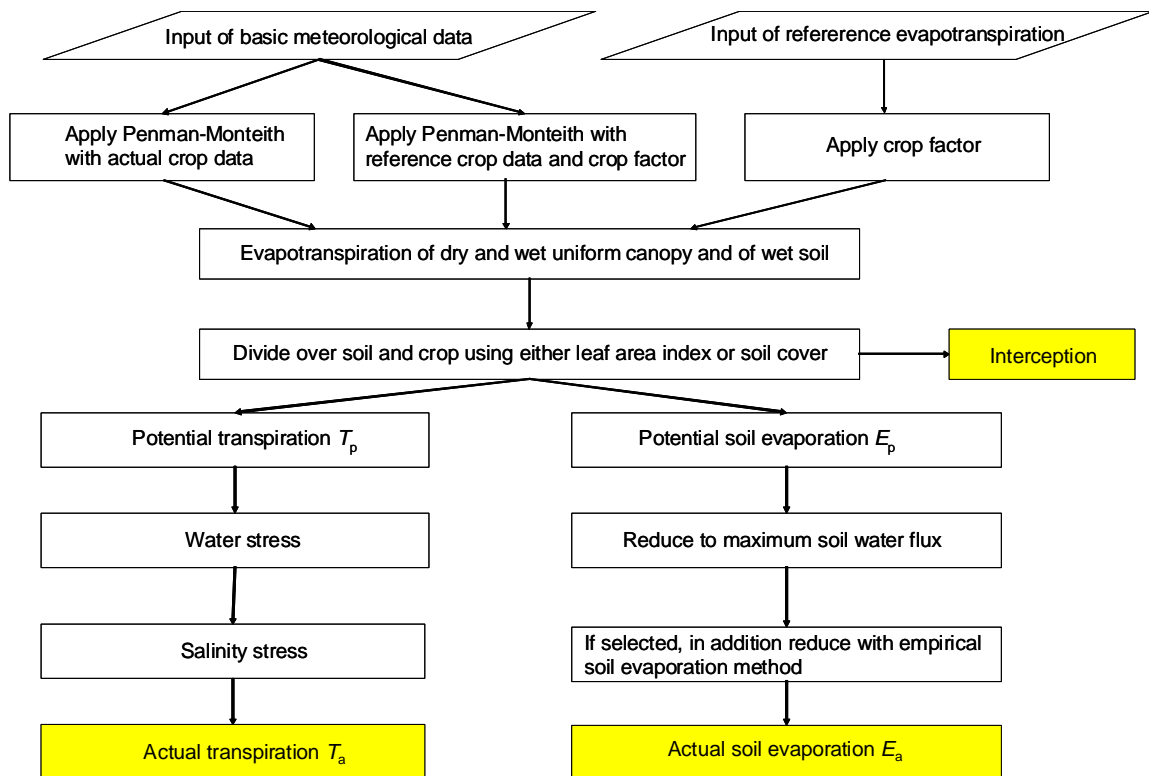 Input of basic meteorological data
Input of refererence evapotranspiration
Apply Penman-Monteith
with actual crop data
Apply Penman-Monteith with
reference crop data and crop factor
Apply crop factor
Evapotranspiration of dry and wet uniform canopy and of wet soil
Divide over soil and crop using either leaf area index or soil cover
Interception
Potential transpiration Tp
Potential soil evaporation Ep
Water stress
Reduce to maximum soil water flux
Salinity stress
If selected, in addition reduce with empirical
soil evaporation method
Actual transpiration Ta
Actual soil evaporation Ea